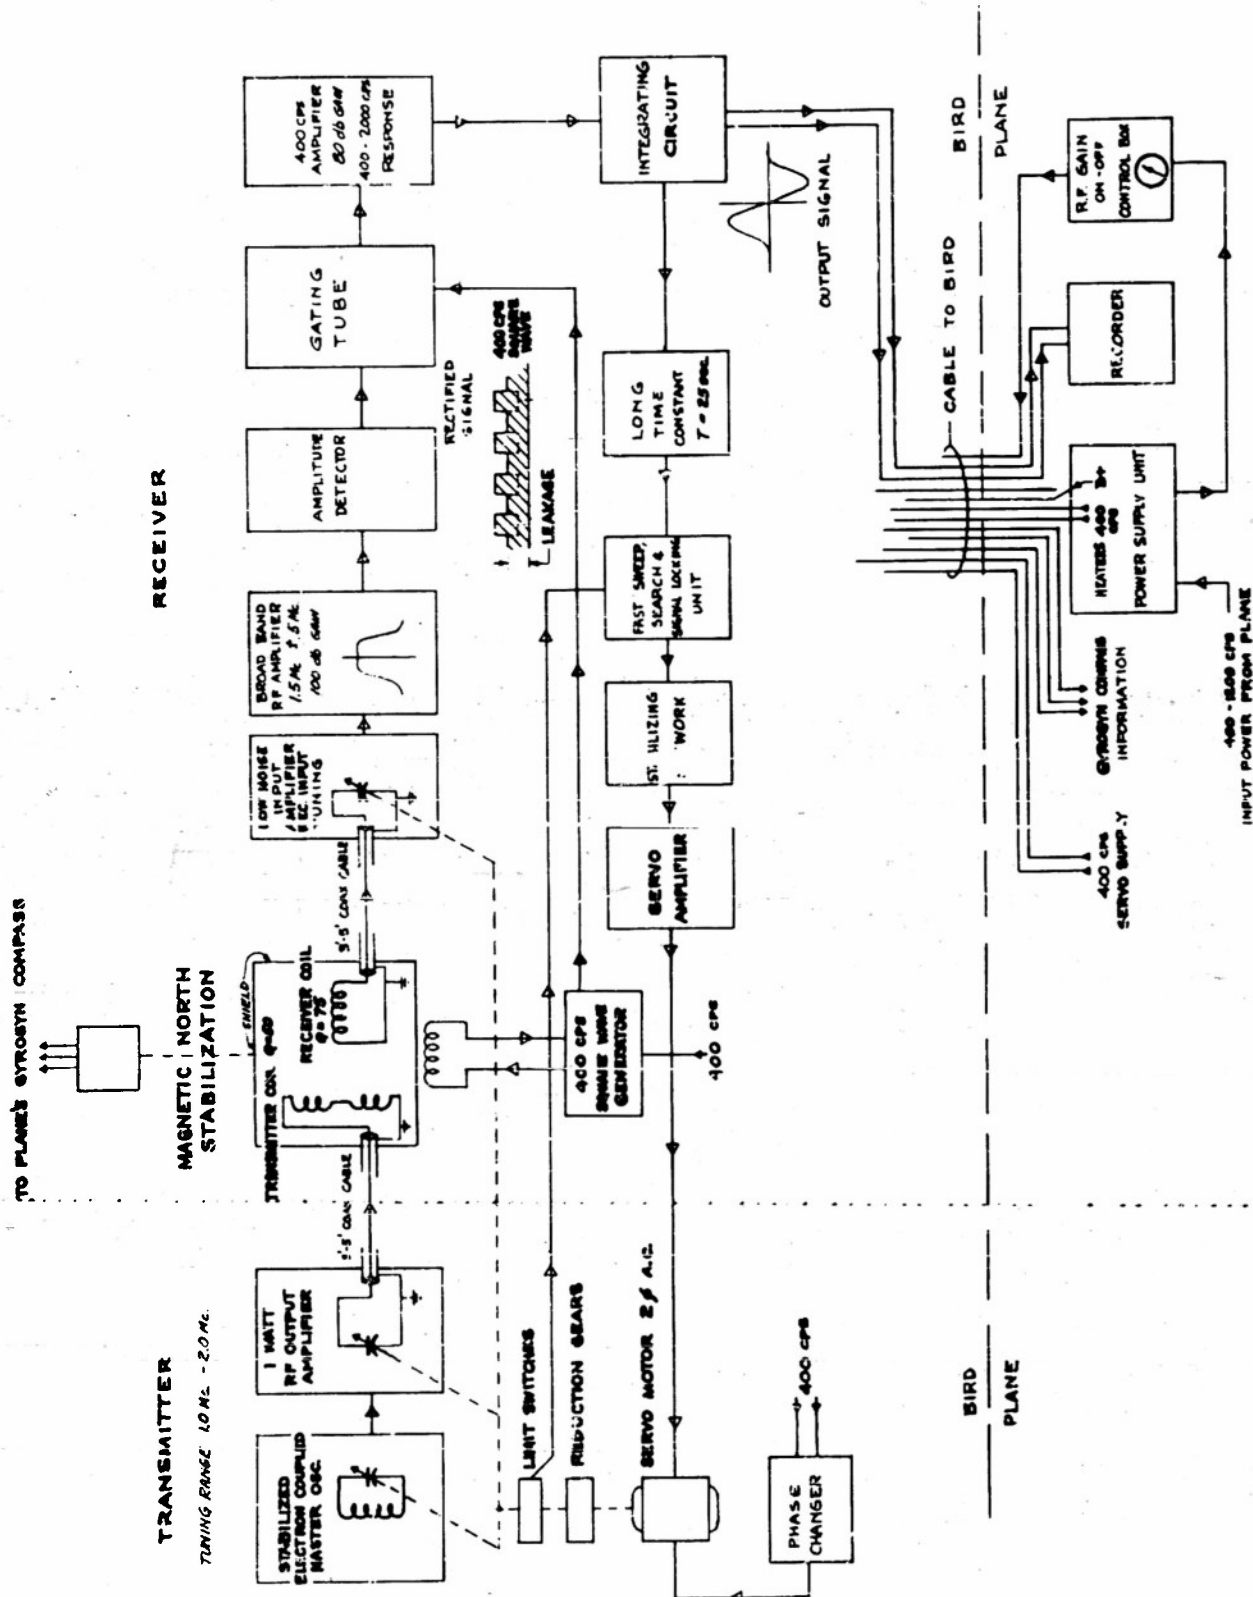 TRANSMITTER
TUNING RANGE 1.0 Mc. - 2.0 Mc.
STABILIZED
ELECTRON COUPLED
MASTER OSC.
1 WATT
RF OUTPUT
AMPLIFIER
COAX CABLE
TO PLANE'S GYROSYN COMPASS
MAGNETIC NORTH
STABILIZATION
SHIELD
TRANSMITTER COIL Q=60
RECEIVER COIL
Q=75
3'-5' COAX CABLE
RECEIVER
LOW NOISE
INPUT
AMPLIFIER
REC. INPUT
TUNING
BROAD BAND
RF AMPLIFIER
1.5 Mc ± .5 Mc
100 db GAIN
AMPLITUDE
DETECTOR
RECTIFIED
SIGNAL
GATING
TUBE
400 CPS
AMPLIFIER
80 db GAIN
400 - 2000 CPS
RESPONSE
400 CPS
SQUARE
WAVE
LEAKAGE
LIMIT SWITCHES
REDUCTION GEARS
SERVO MOTOR 2φ
400 CPS
SQUARE WAVE
GENERATOR
400 CPS
SERVO
AMPLIFIER
WORK
FAST SWEEP,
SEARCH &
SIGNAL LOCKING
UNIT
LONG
TIME
CONSTANT
T = 25 sec.
INTEGRATING
CIRCUIT
OUTPUT SIGNAL
PHASE
CHANGER
400 CPS
BIRD
PLANE
CABLE TO BIRD
BIRD
PLANE
400 CPS
SERVO SUPPLY
GYROSYN COMPASS
INFORMATION
HEATERS 400 CPS B+
POWER SUPPLY UNIT
RECORDER
R.F. GAIN
ON - OFF
CONTROL BOX
INPUT POWER FROM PLANE